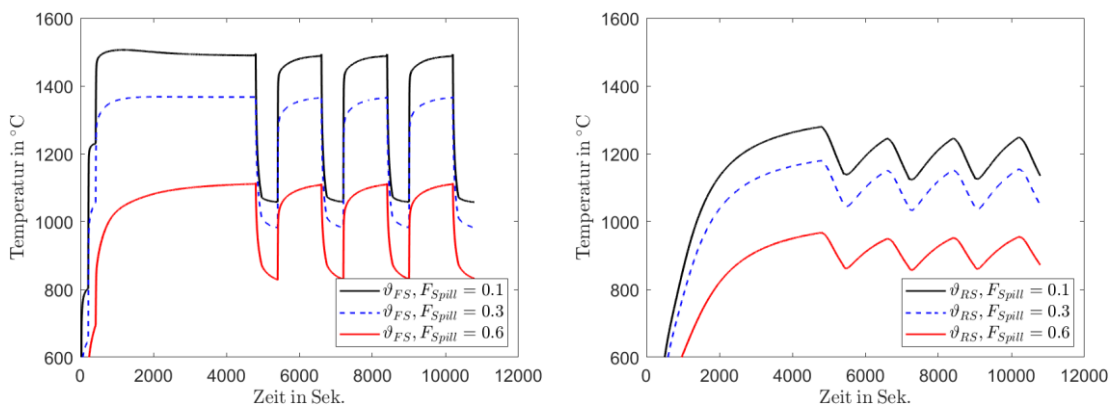 1600
1400
1200
1000
800
600
0 2000 4000 6000 8000 10000 12000
Temperatur in °C
Zeit in Sek.
ϑ_FS, F_Spill = 0.1
ϑ_FS, F_Spill = 0.3
ϑ_FS, F_Spill = 0.6
1600
1400
1200
1000
800
600
0 2000 4000 6000 8000 10000 12000
Temperatur in °C
Zeit in Sek.
ϑ_RS, F_Spill = 0.1
ϑ_RS, F_Spill = 0.3
ϑ_RS, F_Spill = 0.6